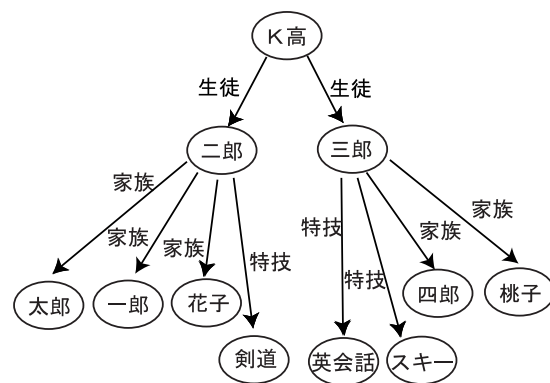 K高
生徒 生徒
二郎 三郎
家族 家族 家族 特技 特技 特技 家族 家族
太郎 一郎 花子 四郎 桃子
剣道 英会話 スキー